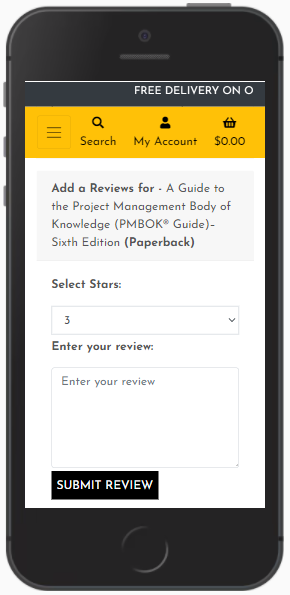 FREE DELIVERY ON O
Search My Account $0.00
Add a Reviews for - A Guide to
the Project Management Body of
Knowledge (PMBOK® Guide)–
Sixth Edition (Paperback)
Select Stars:
3
Enter your review:
Enter your review
SUBMIT REVIEW